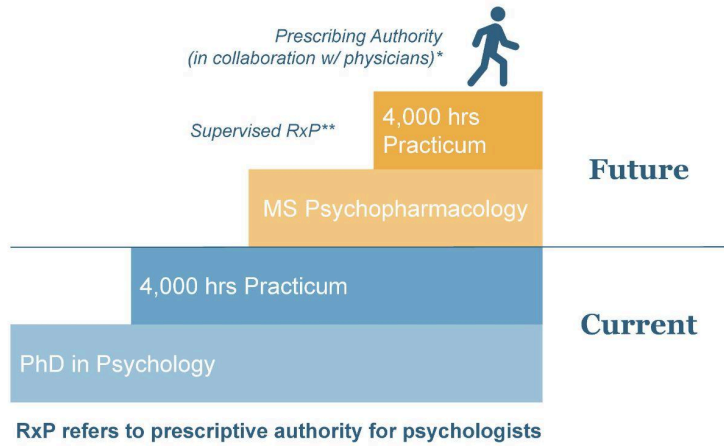 Prescribing Authority
(in collaboration w/ physicians)*
4,000 hrs
Practicum
Supervised RxP**
Future
MS Psychopharmacology
4,000 hrs Practicum
Current
PhD in Psychology
RxP refers to prescriptive authority for psychologists